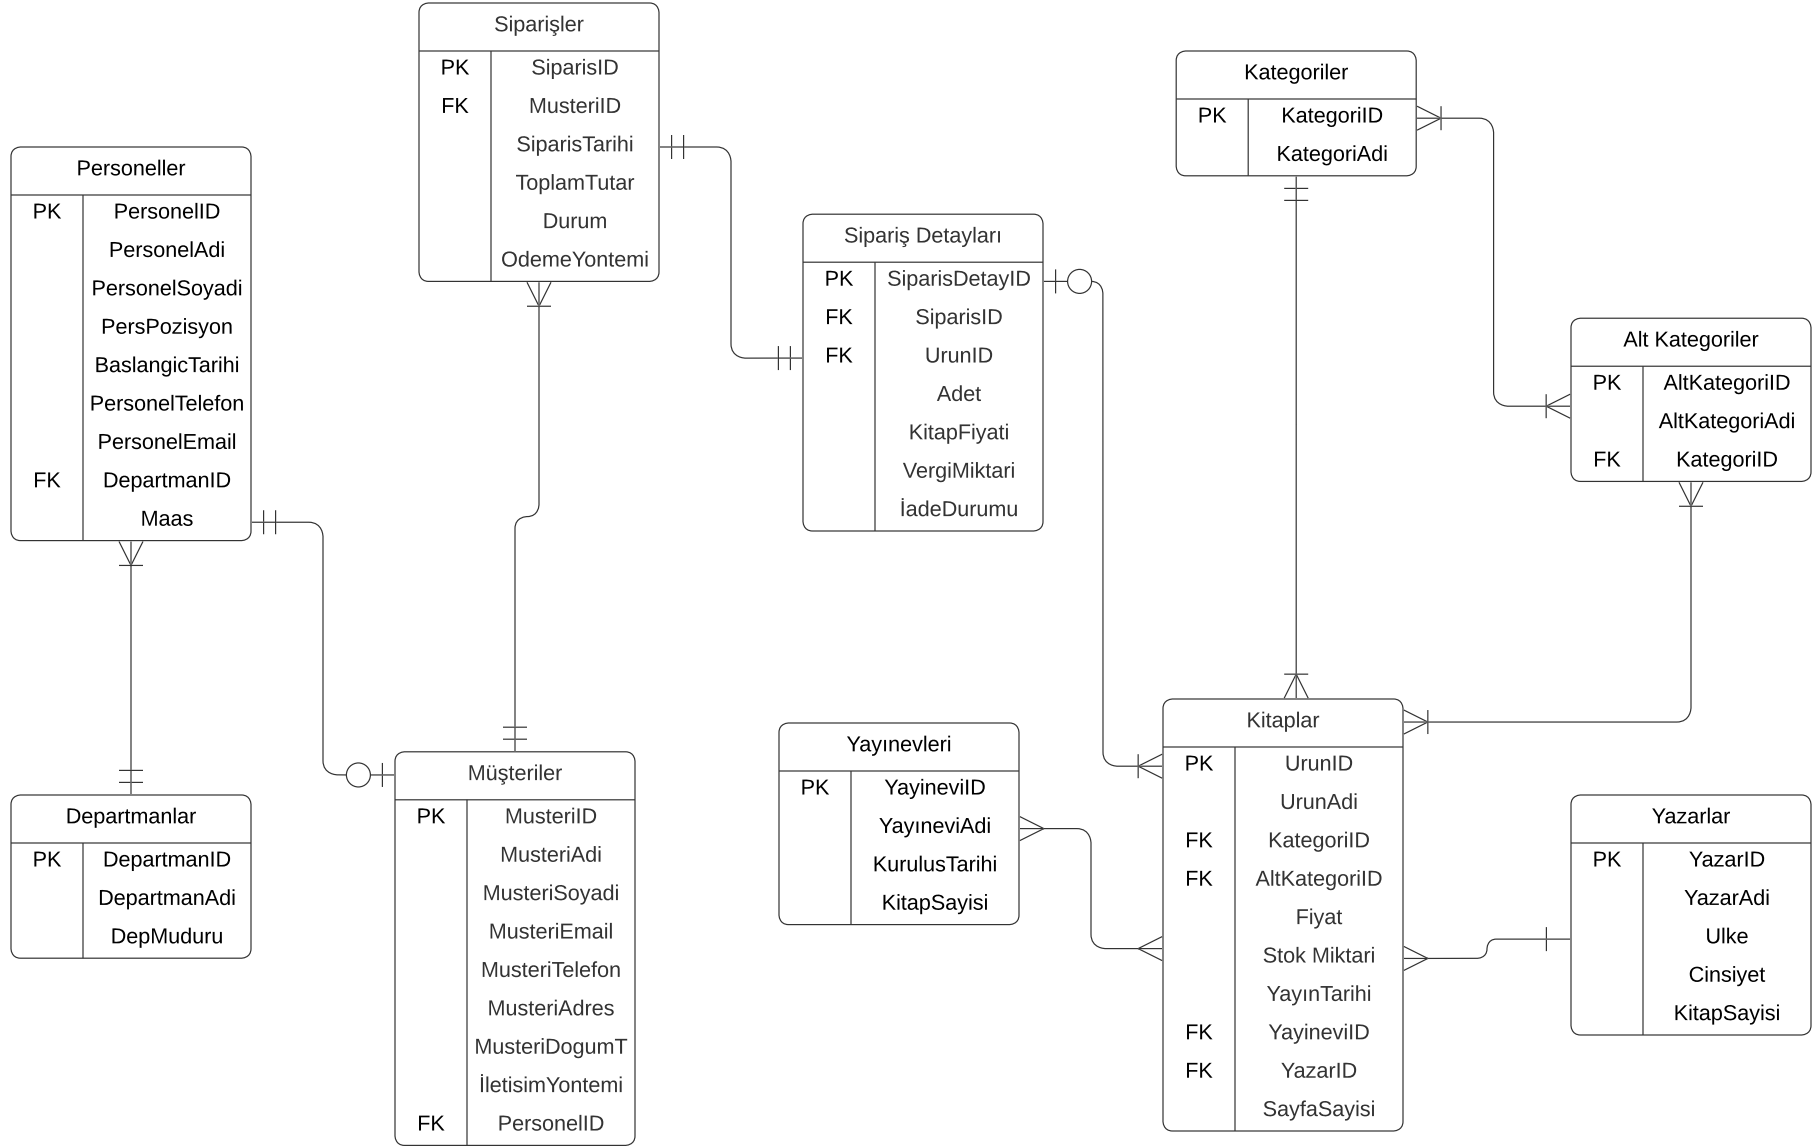 Siparişler
PK SiparisID
FK MusteriID
SiparisTarihi
ToplamTutar
Durum
OdemeYontemi
Kategoriler
PK KategoriID
KategoriAdi
Personeller
PK PersonelID
PersonelAdi
PersonelSoyadi
PersPozisyon
BaslangicTarihi
PersonelTelefon
PersonelEmail
FK DepartmanID
Maas
Sipariş Detayları
PK SiparisDetayID
FK SiparisID
FK UrunID
Adet
KitapFiyati
VergiMiktari
İadeDurumu
Alt Kategoriler
PK AltKategoriID
AltKategoriAdi
FK KategoriID
Departmanlar
PK DepartmanID
DepartmanAdi
DepMuduru
Müşteriler
PK MusteriID
MusteriAdi
MusteriSoyadi
MusteriEmail
MusteriTelefon
MusteriAdres
MusteriDogumT
İletisimYontemi
FK PersonelID
Yayınevleri
PK YayineviID
YayıneviAdi
KurulusTarihi
KitapSayisi
Kitaplar
PK UrunID
UrunAdi
FK KategoriID
FK AltKategoriID
Fiyat
Stok Miktari
YayınTarihi
FK YayineviID
FK YazarID
SayfaSayisi
Yazarlar
PK YazarID
YazarAdi
Ulke
Cinsiyet
KitapSayisi